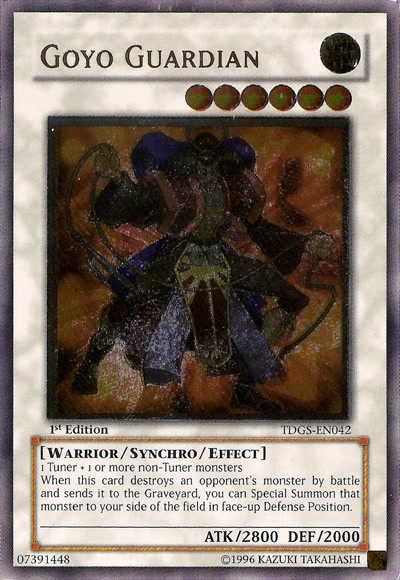 GOYO GUARDIAN
1st Edition
TDGS-EN042
[WARRIOR/SYNCHRO/EFFECT]
1 Tuner + 1 or more non-Tuner monsters
When this card destroys an opponent's monster by battle
and sends it to the Graveyard, you can Special Summon that
monster to your side of the field in face-up Defense Position.
ATK/2800 DEF/2000
07391448
©1996 KAZUKI TAKAHASHI